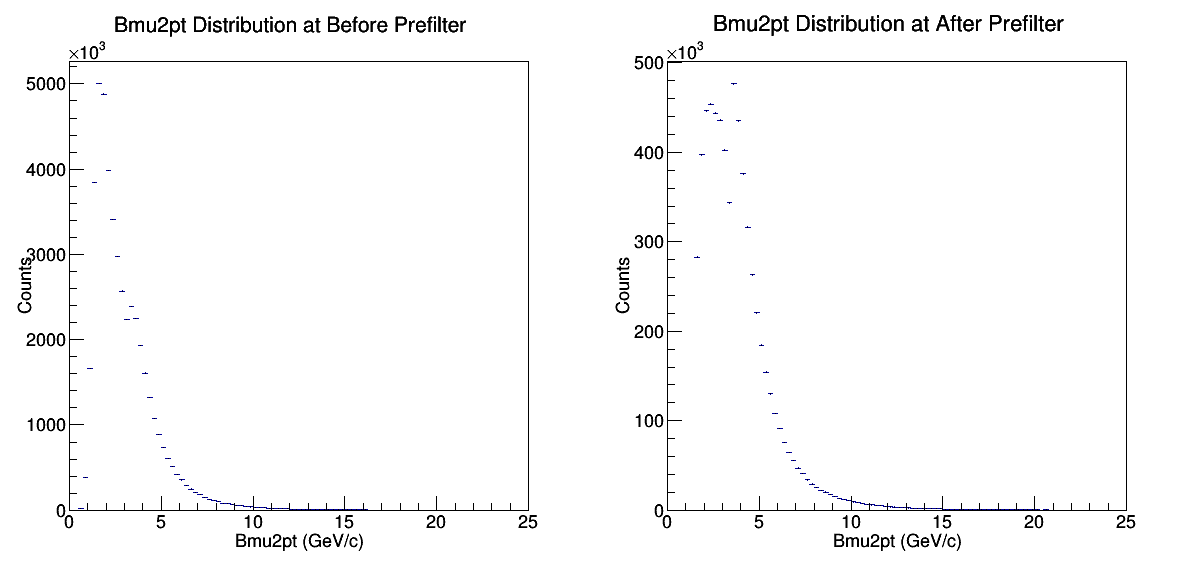 Bmu2pt Distribution at Before Prefilter
×10³
5000
4000
3000
2000
1000
0
Counts
0 5 10 15 20 25
Bmu2pt (GeV/c)
Bmu2pt Distribution at After Prefilter
×10³
500
400
300
200
100
0
Counts
0 5 10 15 20 25
Bmu2pt (GeV/c)